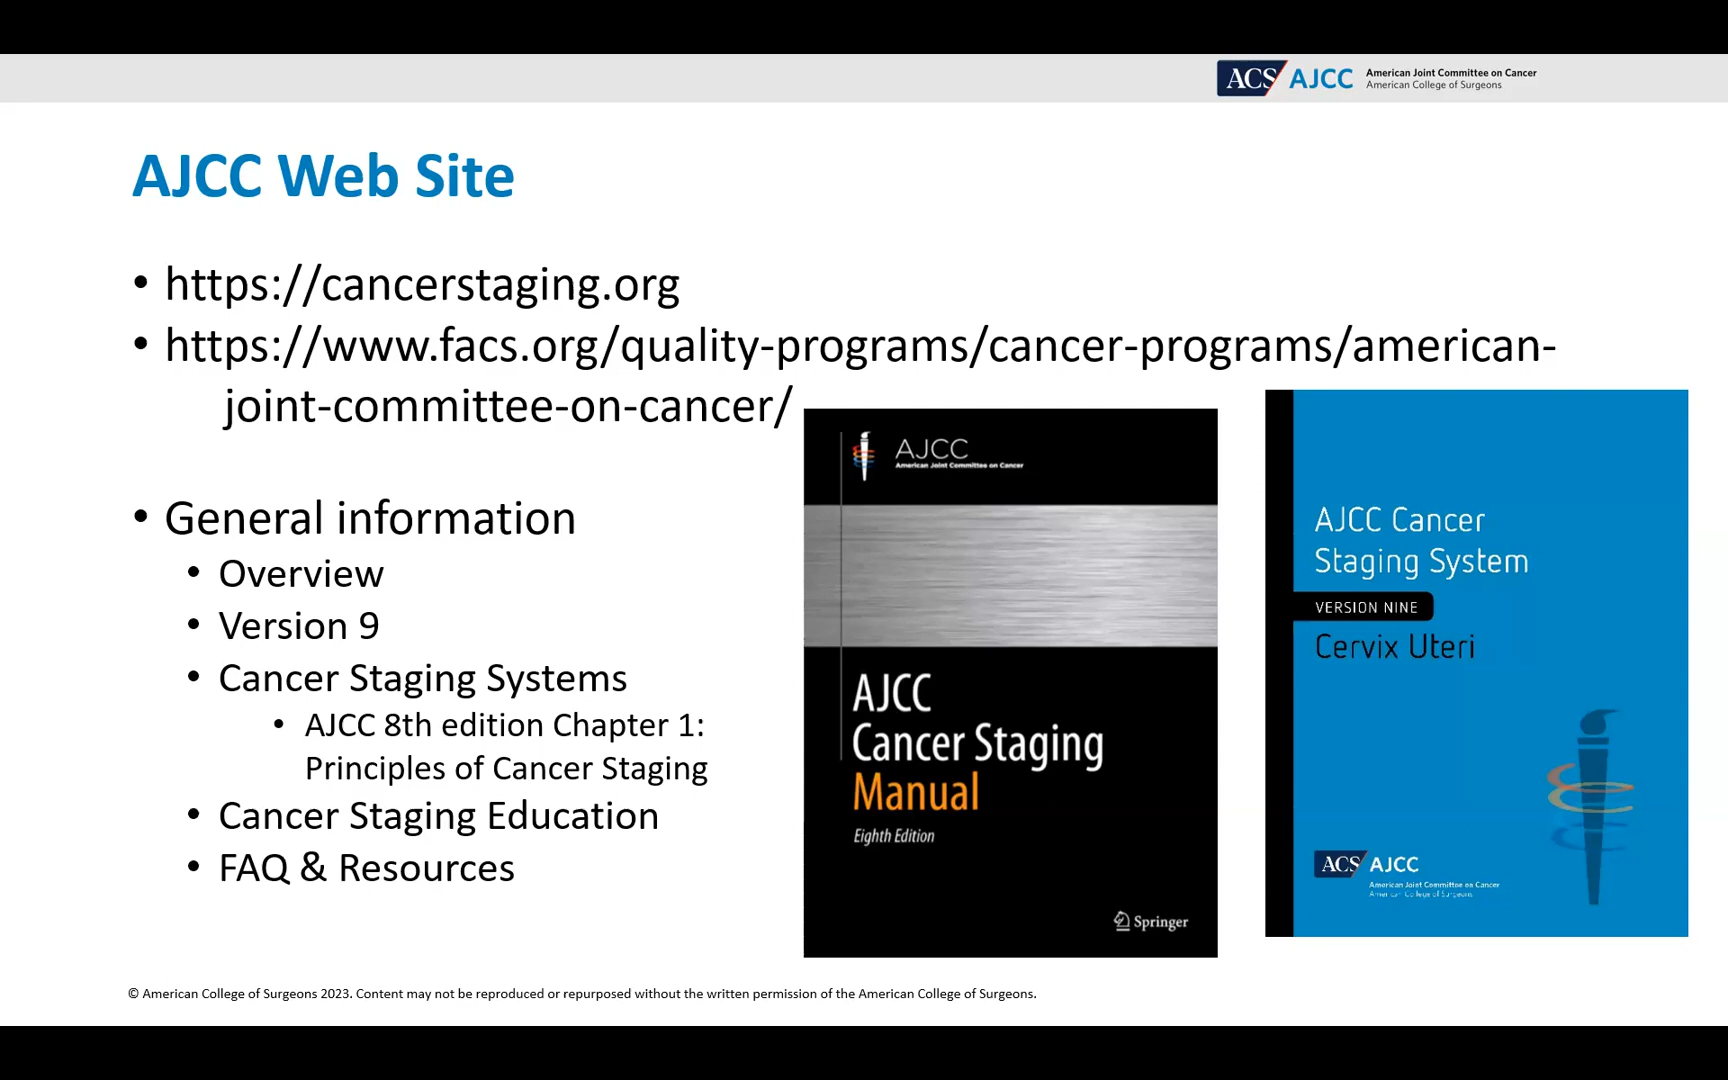 ACS AJCC American Joint Committee on Cancer
American College of Surgeons
AJCC Web Site
• https://cancerstaging.org
• https://www.facs.org/quality-programs/cancer-programs/american-
joint-committee-on-cancer/
• General information
• Overview
• Version 9
• Cancer Staging Systems
• AJCC 8th edition Chapter 1:
Principles of Cancer Staging
• Cancer Staging Education
• FAQ & Resources
AJCC
American Joint Committee on Cancer
AJCC
Cancer Staging
Manual
Eighth Edition
Springer
AJCC Cancer
Staging System
VERSION NINE
Cervix Uteri
ACS AJCC
American Joint Committee on Cancer
American College of Surgeons
© American College of Surgeons 2023. Content may not be reproduced or repurposed without the written permission of the American College of Surgeons.